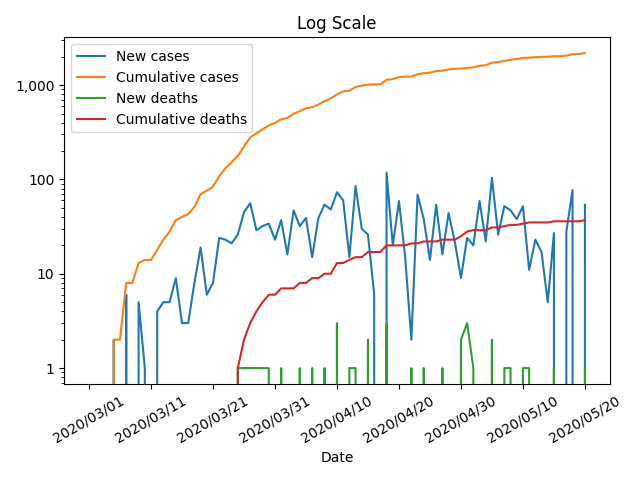 Log Scale
New cases
Cumulative cases
New deaths
Cumulative deaths
1,000
100
10
1
2020/03/01 2020/03/11 2020/03/21 2020/03/31 2020/04/10 2020/04/20 2020/04/30 2020/05/10 2020/05/20
Date